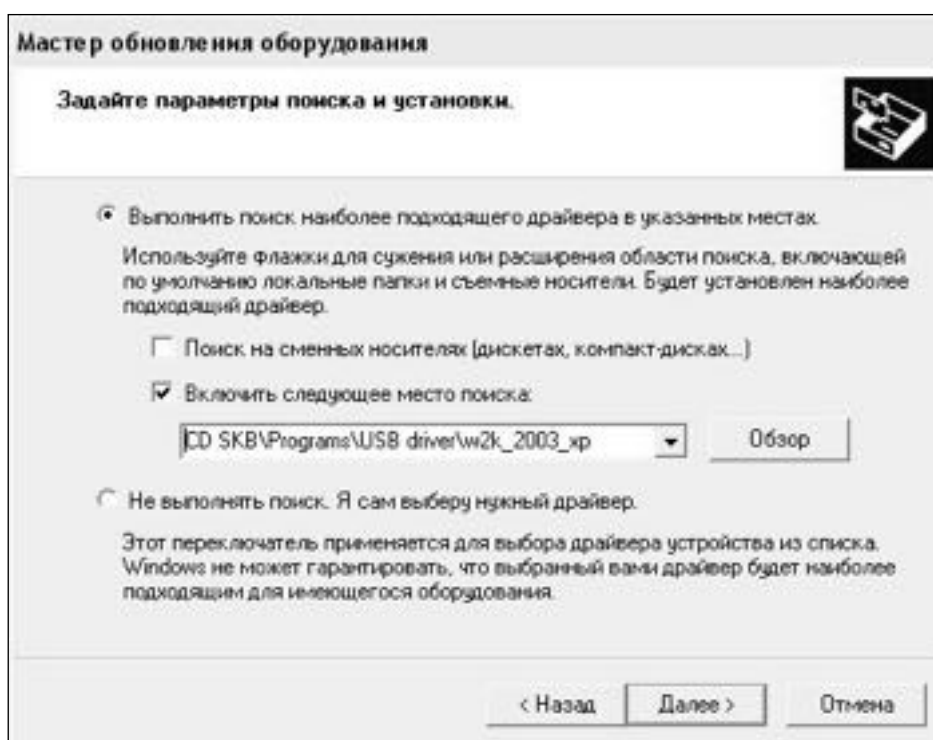 Мастер обновления оборудования
Задайте параметры поиска и установки.
Выполнить поиск наиболее подходящего драйвера в указанных местах.
Используйте флажки для сужения или расширения области поиска, включающей
по умолчанию локальные папки и съемные носители. Будет установлен наиболее
подходящий драйвер.
Поиск на сменных носителях (дискетах, компакт-дисках...)
Включить следующее место поиска:
CD SKB\Programs\USB driver\w2k_2003_xp
Обзор
Не выполнять поиск. Я сам выберу нужный драйвер.
Этот переключатель применяется для выбора драйвера устройства из списка.
Windows не может гарантировать, что выбранный вами драйвер будет наиболее
подходящим для имеющегося оборудования.
< Назад Далее > Отмена